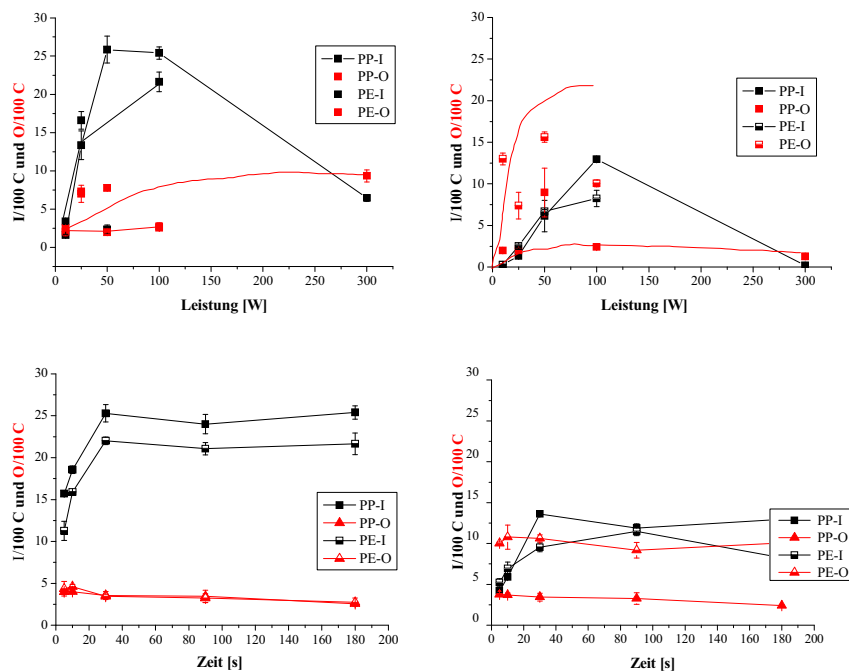 30
25
20
15
10
5
0
I/100 C und O/100 C
PP-I
PP-O
PE-I
PE-O
0 50 100 150 200 250 300
Leistung [W]
30
25
20
15
10
5
0
I/100 C und O/100 C
PP-I
PP-O
PE-I
PE-O
0 50 100 150 200 250 300
Leistung [W]
30
25
20
15
10
5
0
I/100 C und O/100 C
PP-I
PP-O
PE-I
PE-O
0 20 40 60 80 100 120 140 160 180 200
Zeit [s]
30
25
20
15
10
5
0
I/100 C und O/100 C
PP-I
PP-O
PE-I
PE-O
0 20 40 60 80 100 120 140 160 180 200
Zeit [s]